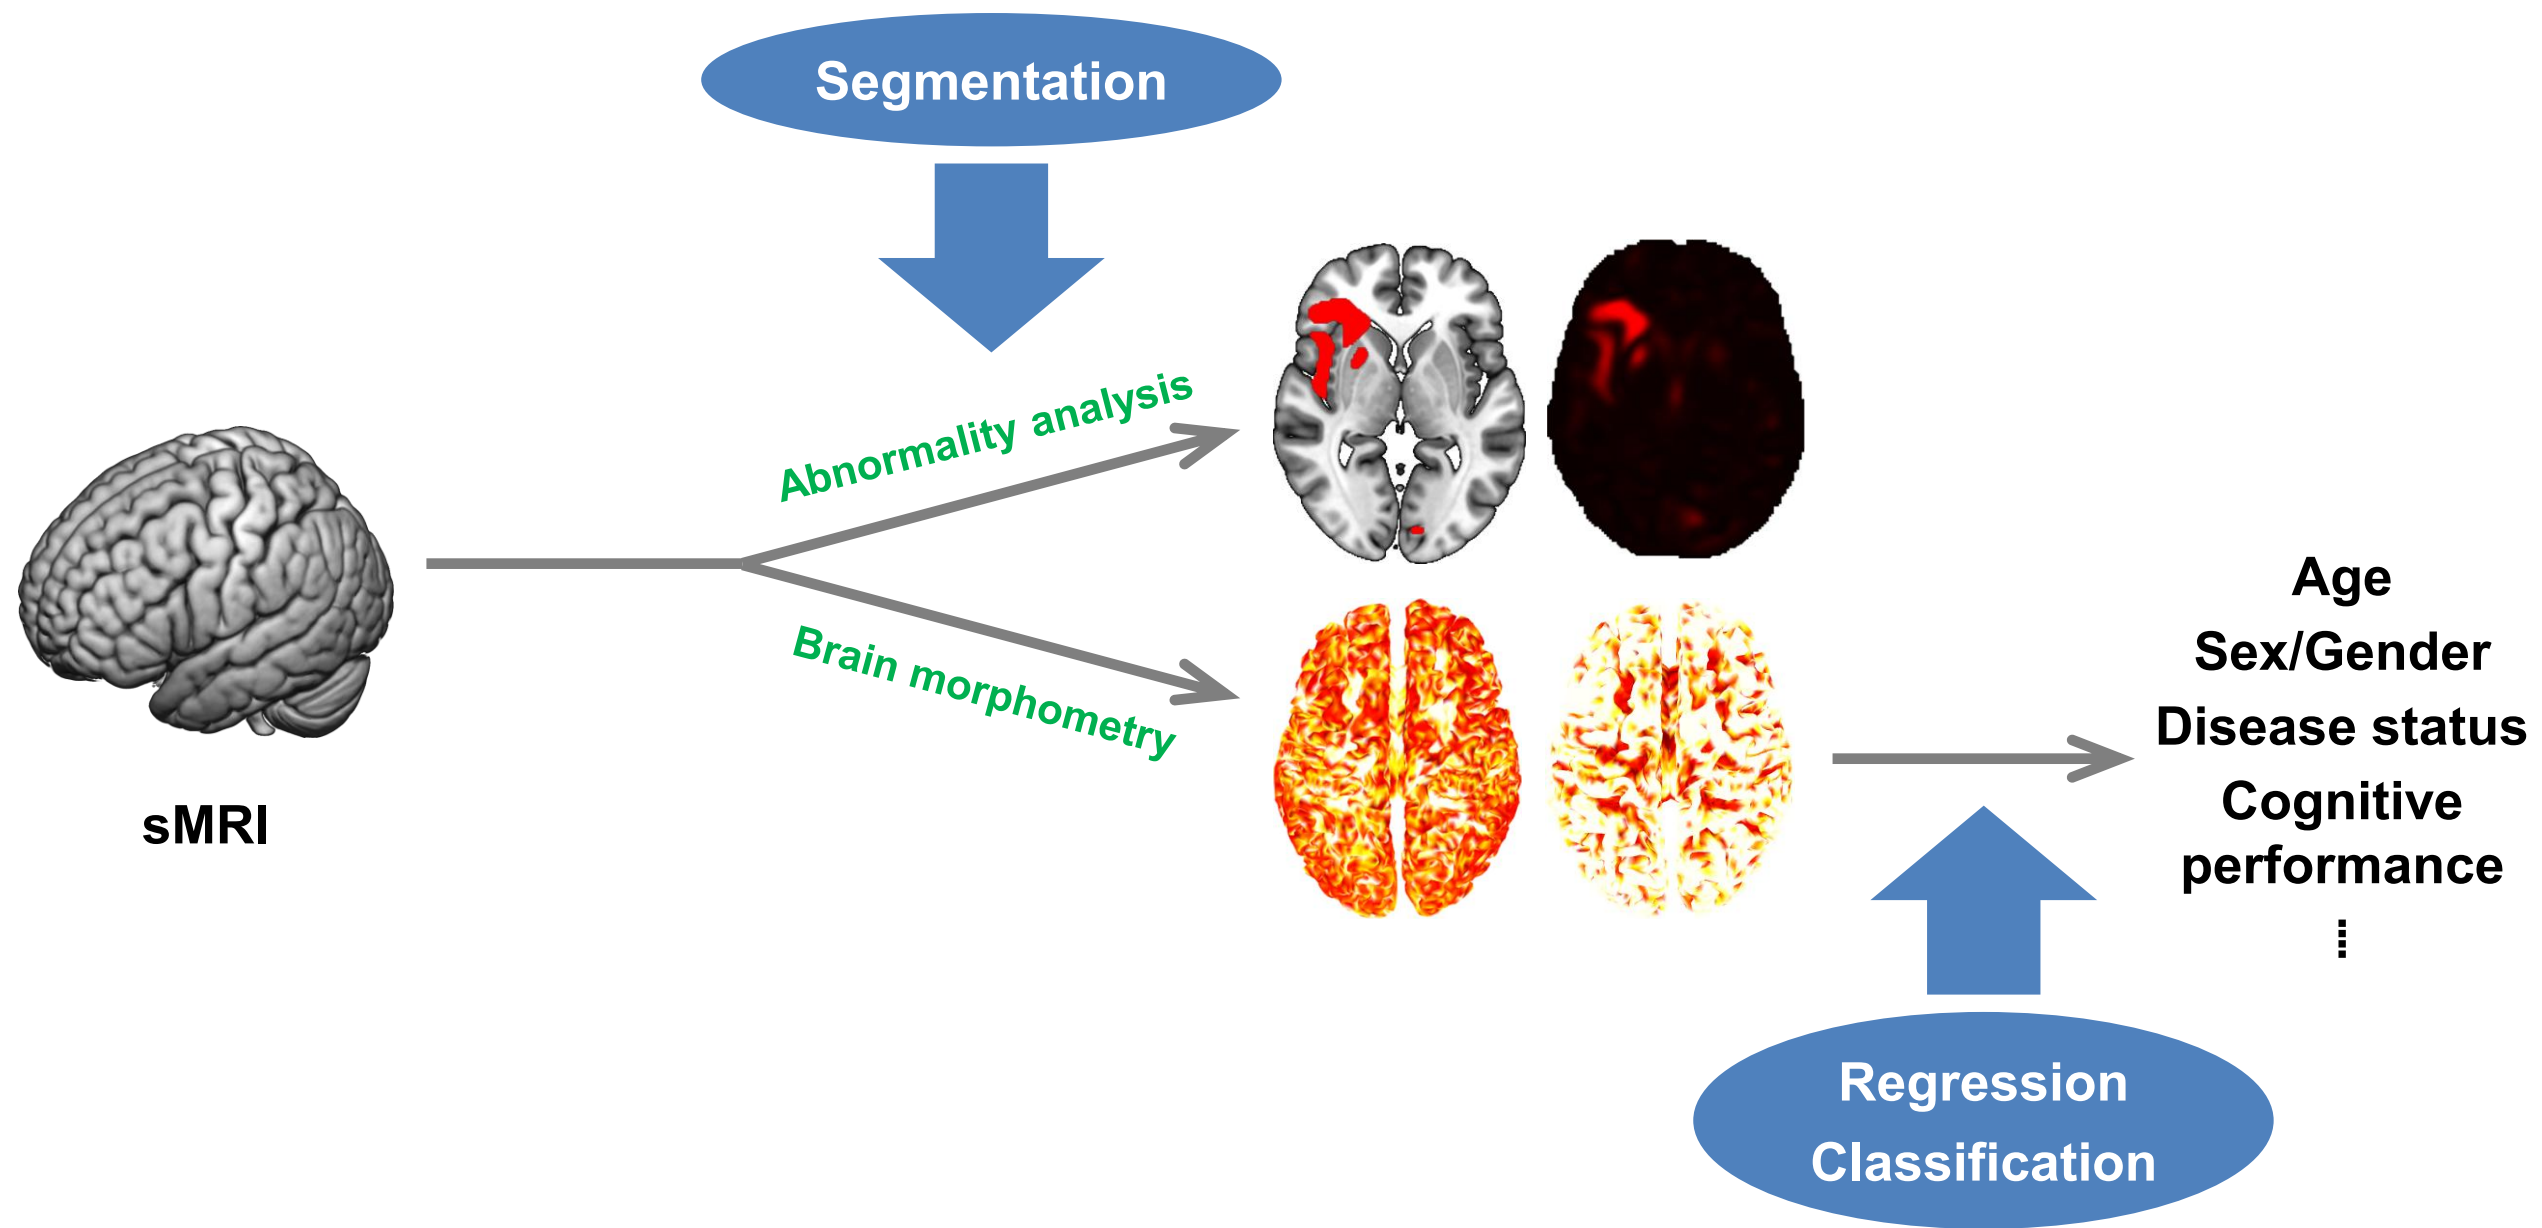 Segmentation
Abnormality analysis
Brain morphometry
sMRI
Age
Sex/Gender
Disease status
Cognitive
performance
⁞
Regression
Classification